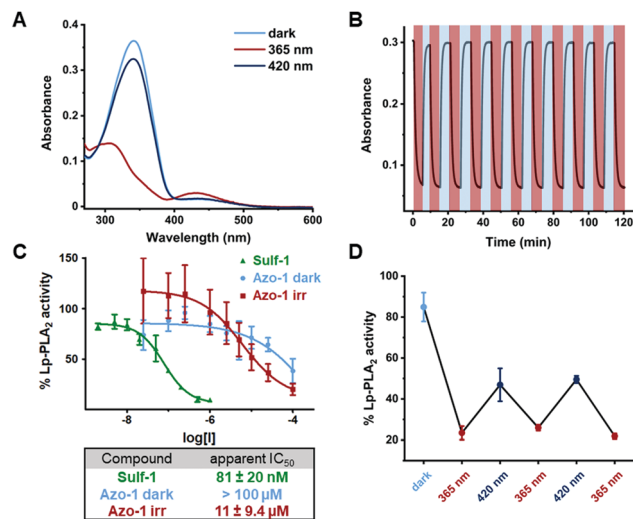 A
dark
365 nm
420 nm
0.4
0.3
0.2
0.1
0
300
400
500
600
Absorbance
Wavelength (nm)
B
0.3
0.2
0.1
0
20
40
60
80
100
120
Absorbance
Time (min)
C
Sulf-1
Azo-1 dark
Azo-1 irr
150
100
50
-8
-6
-4
% Lp-PLA₂ activity
log[I]
Compound apparent IC₅₀
Sulf-1 81 ± 20 nM
Azo-1 dark > 100 µM
Azo-1 irr 11 ± 9.4 µM
D
100
80
60
40
20
% Lp-PLA₂ activity
dark
365 nm
420 nm
365 nm
420 nm
365 nm